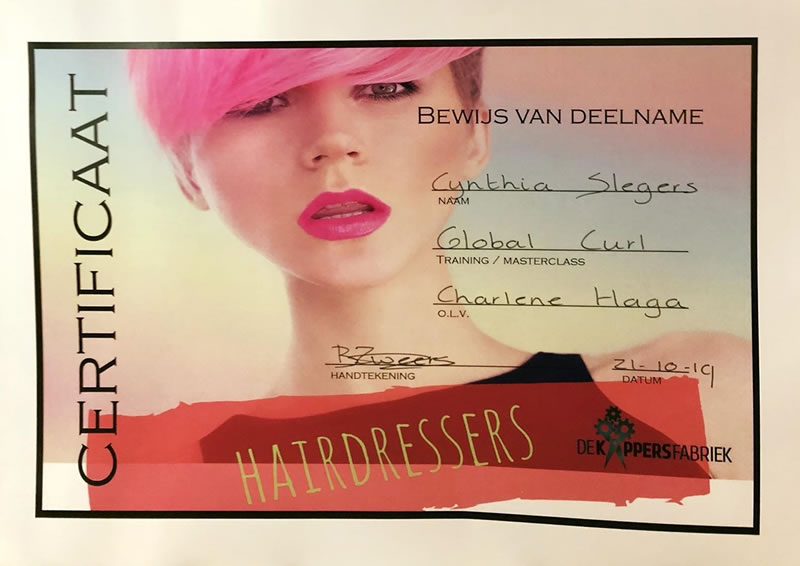 CERTIFICAAT
BEWIJS VAN DEELNAME
Cynthia Slegers
NAAM
Global Curl
TRAINING / MASTERCLASS
Charlene Haga
O.L.V.
BZweers
HANDTEKENING
21-10-19
DATUM
HAIRDRESSERS
DE KAPPERSFABRIEK